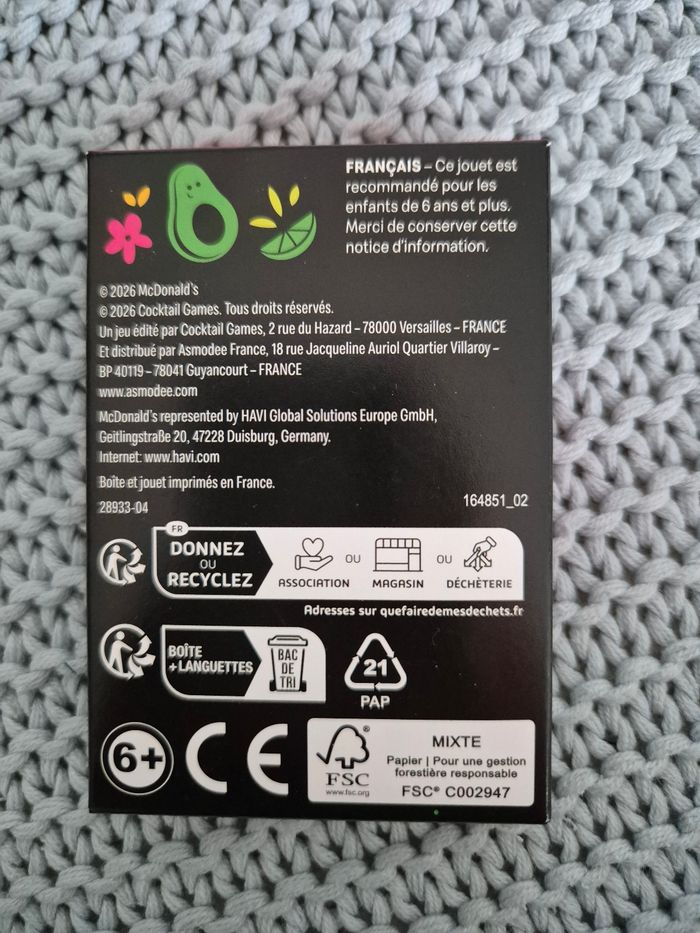 FRANÇAIS – Ce jouet est
recommandé pour les
enfants de 6 ans et plus.
Merci de conserver cette
notice d'information.
© 2026 McDonald's
© 2026 Cocktail Games. Tous droits réservés.
Un jeu édité par Cocktail Games, 2 rue du Hazard – 78000 Versailles – FRANCE
Et distribué par Asmodee France, 18 rue Jacqueline Auriol Quartier Villaroy –
BP 40119 – 78041 Guyancourt – FRANCE
www.asmodee.com
McDonald's represented by HAVI Global Solutions Europe GmbH,
Geitlingstraße 20, 47228 Duisburg, Germany.
Internet: www.havi.com
Boîte et jouet imprimés en France.
28933-04
164851_02
FR
DONNEZ
OU
RECYCLEZ
ASSOCIATION OU MAGASIN OU DÉCHÈTERIE
Adresses sur quefairedemesdechets.fr
BOÎTE
+LANGUETTES
BAC
DE
TRI
21
PAP
6+
CE
FSC
www.fsc.org
MIXTE
Papier | Pour une gestion
forestière responsable
FSC® C002947